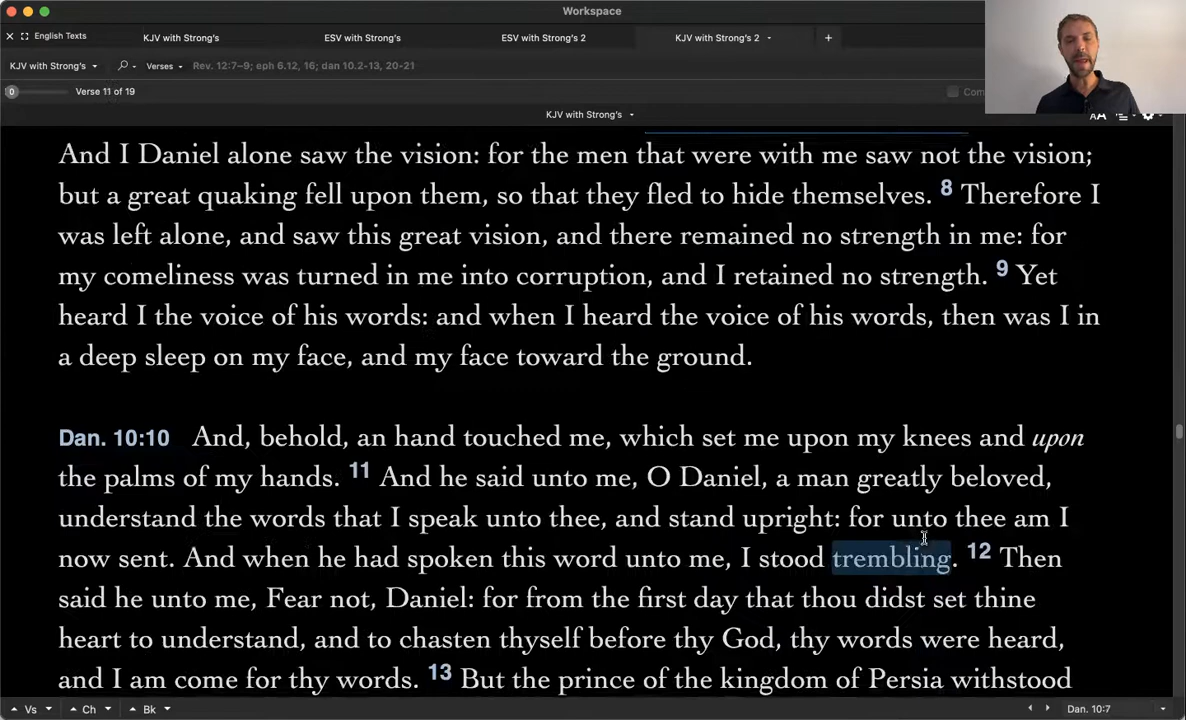 Workspace
English Texts
KJV with Strong's
ESV with Strong's
ESV with Strong's 2
KJV with Strong's 2
+
KJV with Strong's
Verses
Rev. 12:7–9; eph 6.12, 16; dan 10.2-13, 20-21
0
Verse 11 of 19
Com
KJV with Strong's
AA
And I Daniel alone saw the vision: for the men that were with me saw not the vision;
but a great quaking fell upon them, so that they fled to hide themselves. 8 Therefore I
was left alone, and saw this great vision, and there remained no strength in me: for
my comeliness was turned in me into corruption, and I retained no strength. 9 Yet
heard I the voice of his words: and when I heard the voice of his words, then was I in
a deep sleep on my face, and my face toward the ground.
Dan. 10:10 And, behold, an hand touched me, which set me upon my knees and upon
the palms of my hands. 11 And he said unto me, O Daniel, a man greatly beloved,
understand the words that I speak unto thee, and stand upright: for unto thee am I
now sent. And when he had spoken this word unto me, I stood trembling. 12 Then
said he unto me, Fear not, Daniel: for from the first day that thou didst set thine
heart to understand, and to chasten thyself before thy God, thy words were heard,
and I am come for thy words. 13 But the prince of the kingdom of Persia withstood
Vs
Ch
Bk
Dan. 10:7